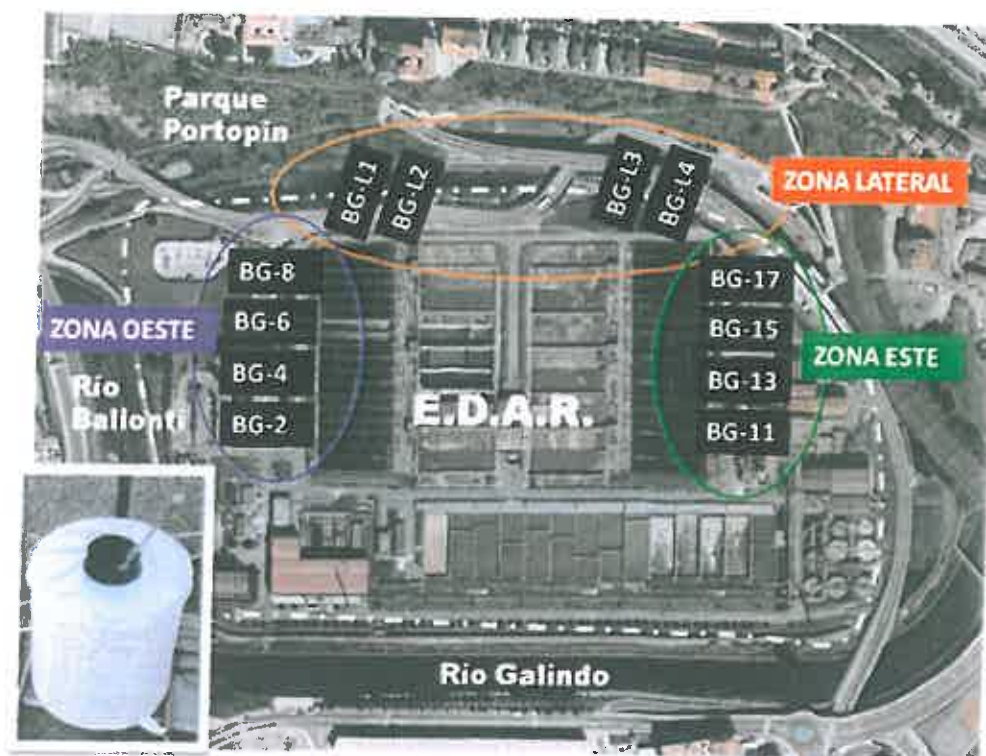 Parque
Portopin
BG-L1
BG-L2
BG-L3
BG-L4
ZONA LATERAL
BG-8
BG-6
BG-4
BG-2
ZONA OESTE
BG-17
BG-15
BG-13
BG-11
ZONA ESTE
Río
Ballonti
E.D.A.R.
Río Galindo